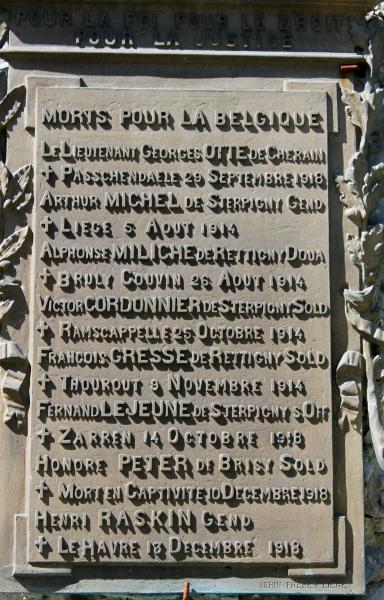 POUR LA FOI POUR LE DROIT
POUR LA JUSTICE
MORTS POUR LA BELGIQUE
LE LIEUTENANT GEORGES OTTE DE CHERAIN
✝ PASSCHENDAELE 29 SEPTEMBRE 1918
ARTHUR MICHEL DE STERPIGNY GEND
✝ LIEGE 5 AOUT 1914
ALPHONSE MILICHE DE RETTIGNY DOUA
✝ BRULY COUVIN 26 AOUT 1914
VICTOR CORDONNIER DE STERPIGNY SOLD
✝ RAMSCAPPELLE 25 OCTOBRE 1914
FRANCOIS GRESSE DE RETTIGNY SOLD
✝ THOUROUT 9 NOVEMBRE 1914
FERNAND LEJEUNE DE STERPIGNY S OFF
✝ ZARREN 14 OCTOBRE 1918
HONORE PETER DE BRISY SOLD
✝ MORT EN CAPTIVITE 10 DECEMBRE 1918
HENRI RASKIN GEND
✝ LE HAVRE 13 DECEMBRE 1918
FRERES LIEGE